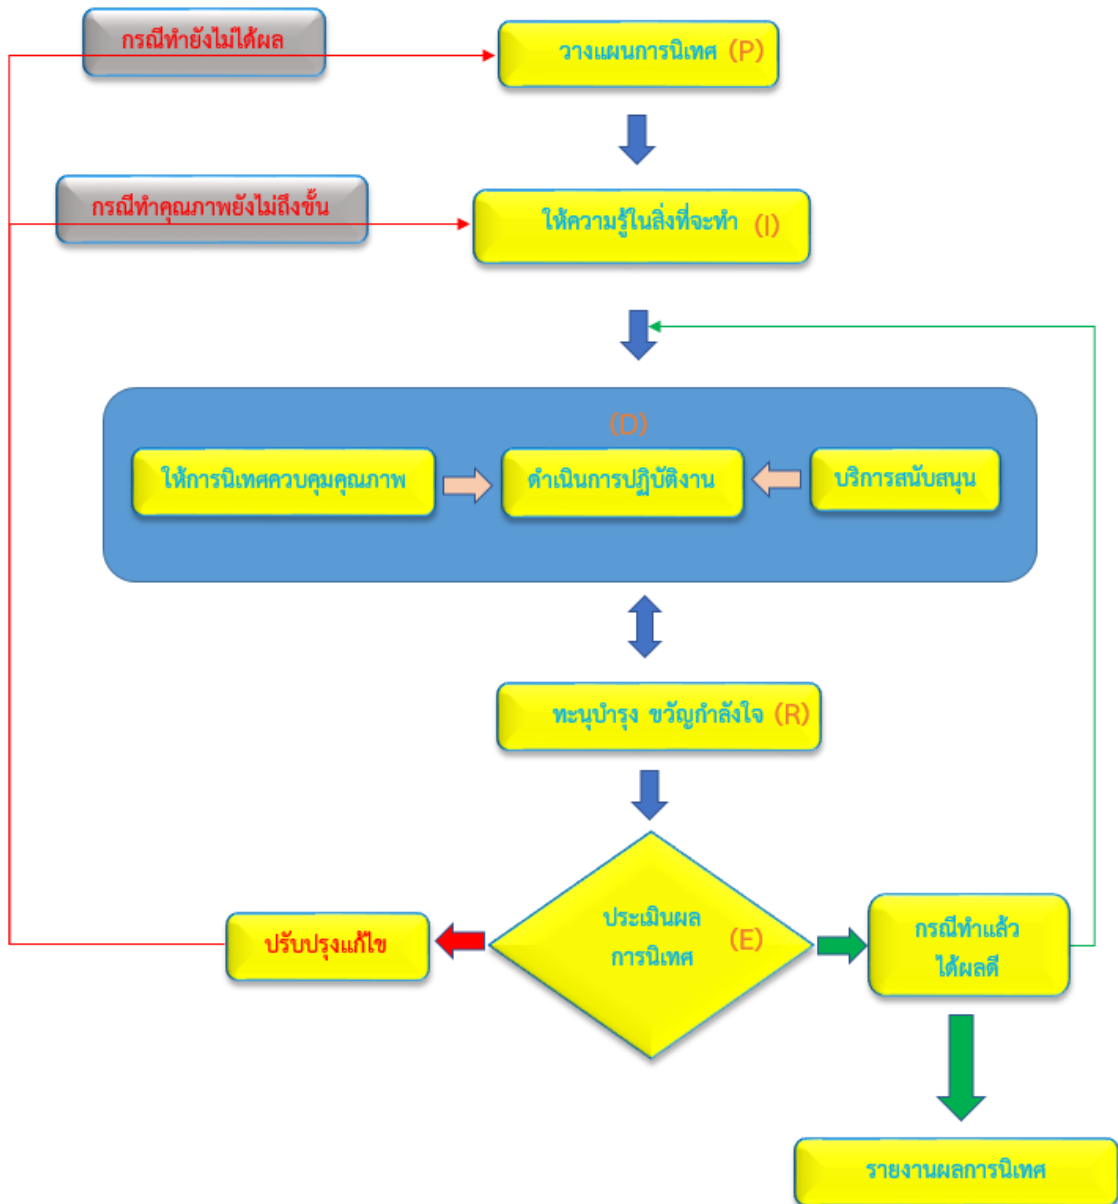 กรณีทำยังไม่ได้ผล
วางแผนการนิเทศ (P)
กรณีทำคุณภาพยังไม่ถึงขั้น
ให้ความรู้ในสิ่งที่จะทำ (I)
(D)
ให้การนิเทศควบคุมคุณภาพ
ดำเนินการปฏิบัติงาน
บริการสนับสนุน
ทะนุบำรุง ขวัญกำลังใจ (R)
ประเมินผล
การนิเทศ
(E)
ปรับปรุงแก้ไข
กรณีทำแล้ว
ได้ผลดี
รายงานผลการนิเทศ